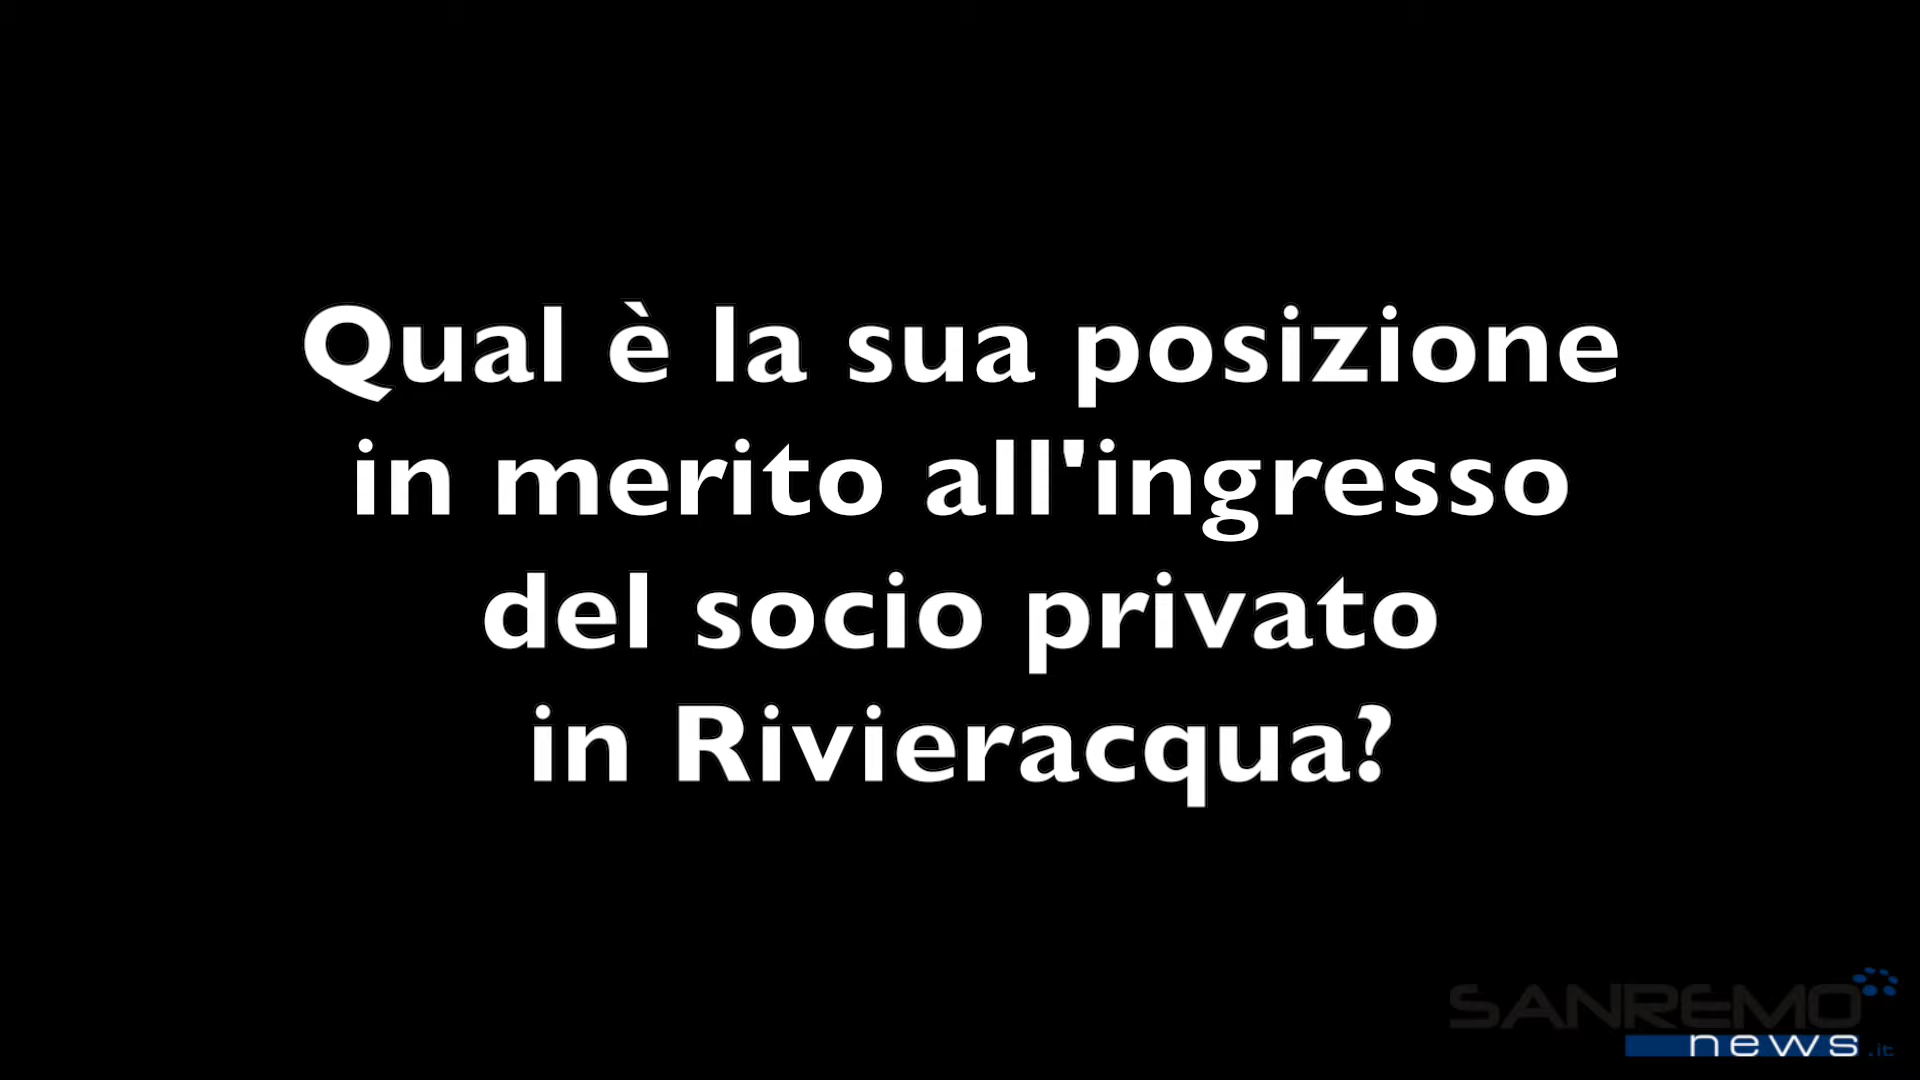 Qual è la sua posizione
in merito all'ingresso
del socio privato
in Rivieracqua?
SANREMO
news.it